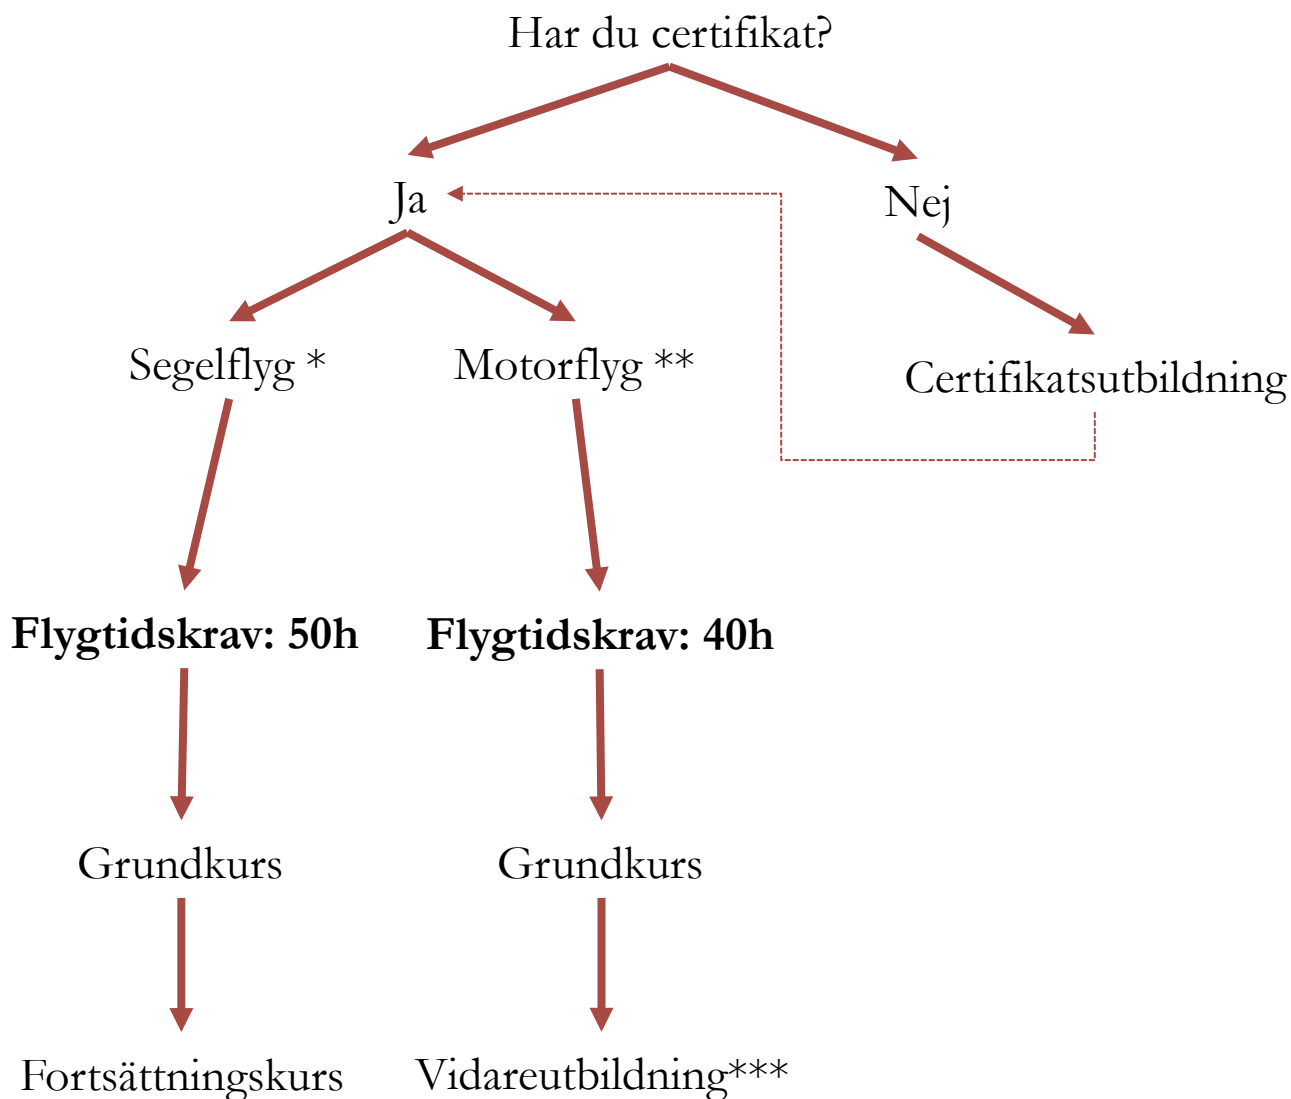 Har du certifikat?
Ja
Nej
Segelflyg *
Motorflyg **
Certifikatsutbildning
Flygtidskrav: 50h
Flygtidskrav: 40h
Grundkurs
Grundkurs
Fortsättningskurs
Vidareutbildning***